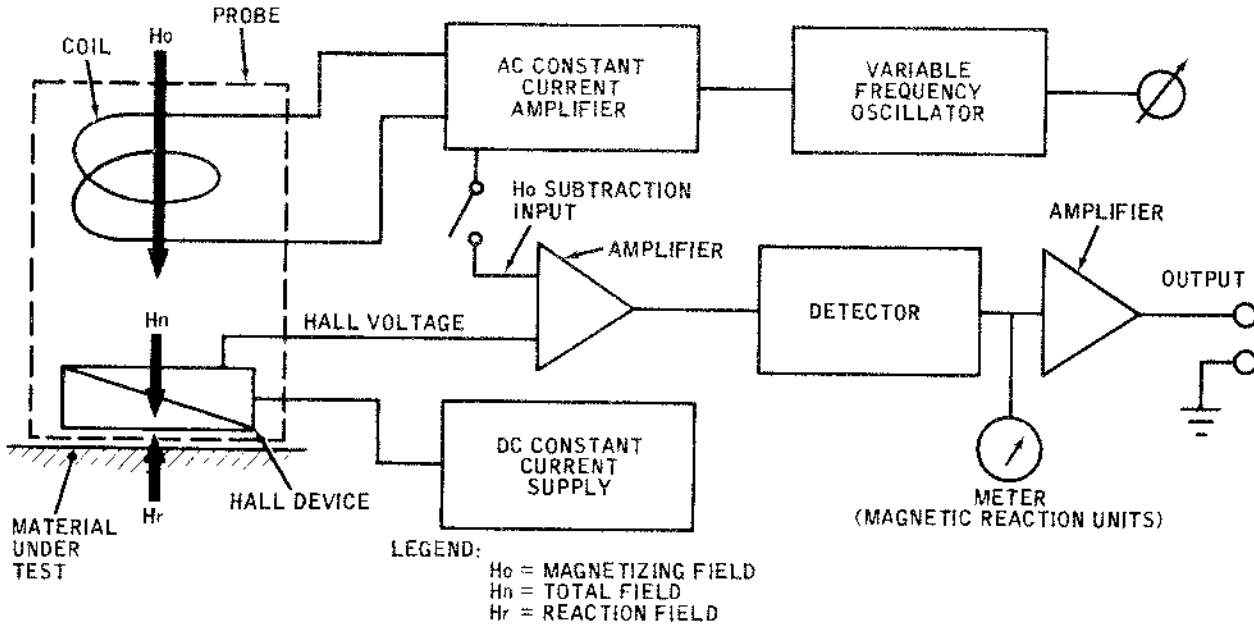 PROBE
Ho
COIL
AC CONSTANT
CURRENT
AMPLIFIER
VARIABLE
FREQUENCY
OSCILLATOR
Ho SUBTRACTION
INPUT
AMPLIFIER
AMPLIFIER
OUTPUT
DETECTOR
Hn
HALL VOLTAGE
DC CONSTANT
CURRENT
SUPPLY
HALL DEVICE
Hr
MATERIAL
UNDER
TEST
METER
(MAGNETIC REACTION UNITS)
LEGEND:
Ho = MAGNETIZING FIELD
Hn = TOTAL FIELD
Hr = REACTION FIELD